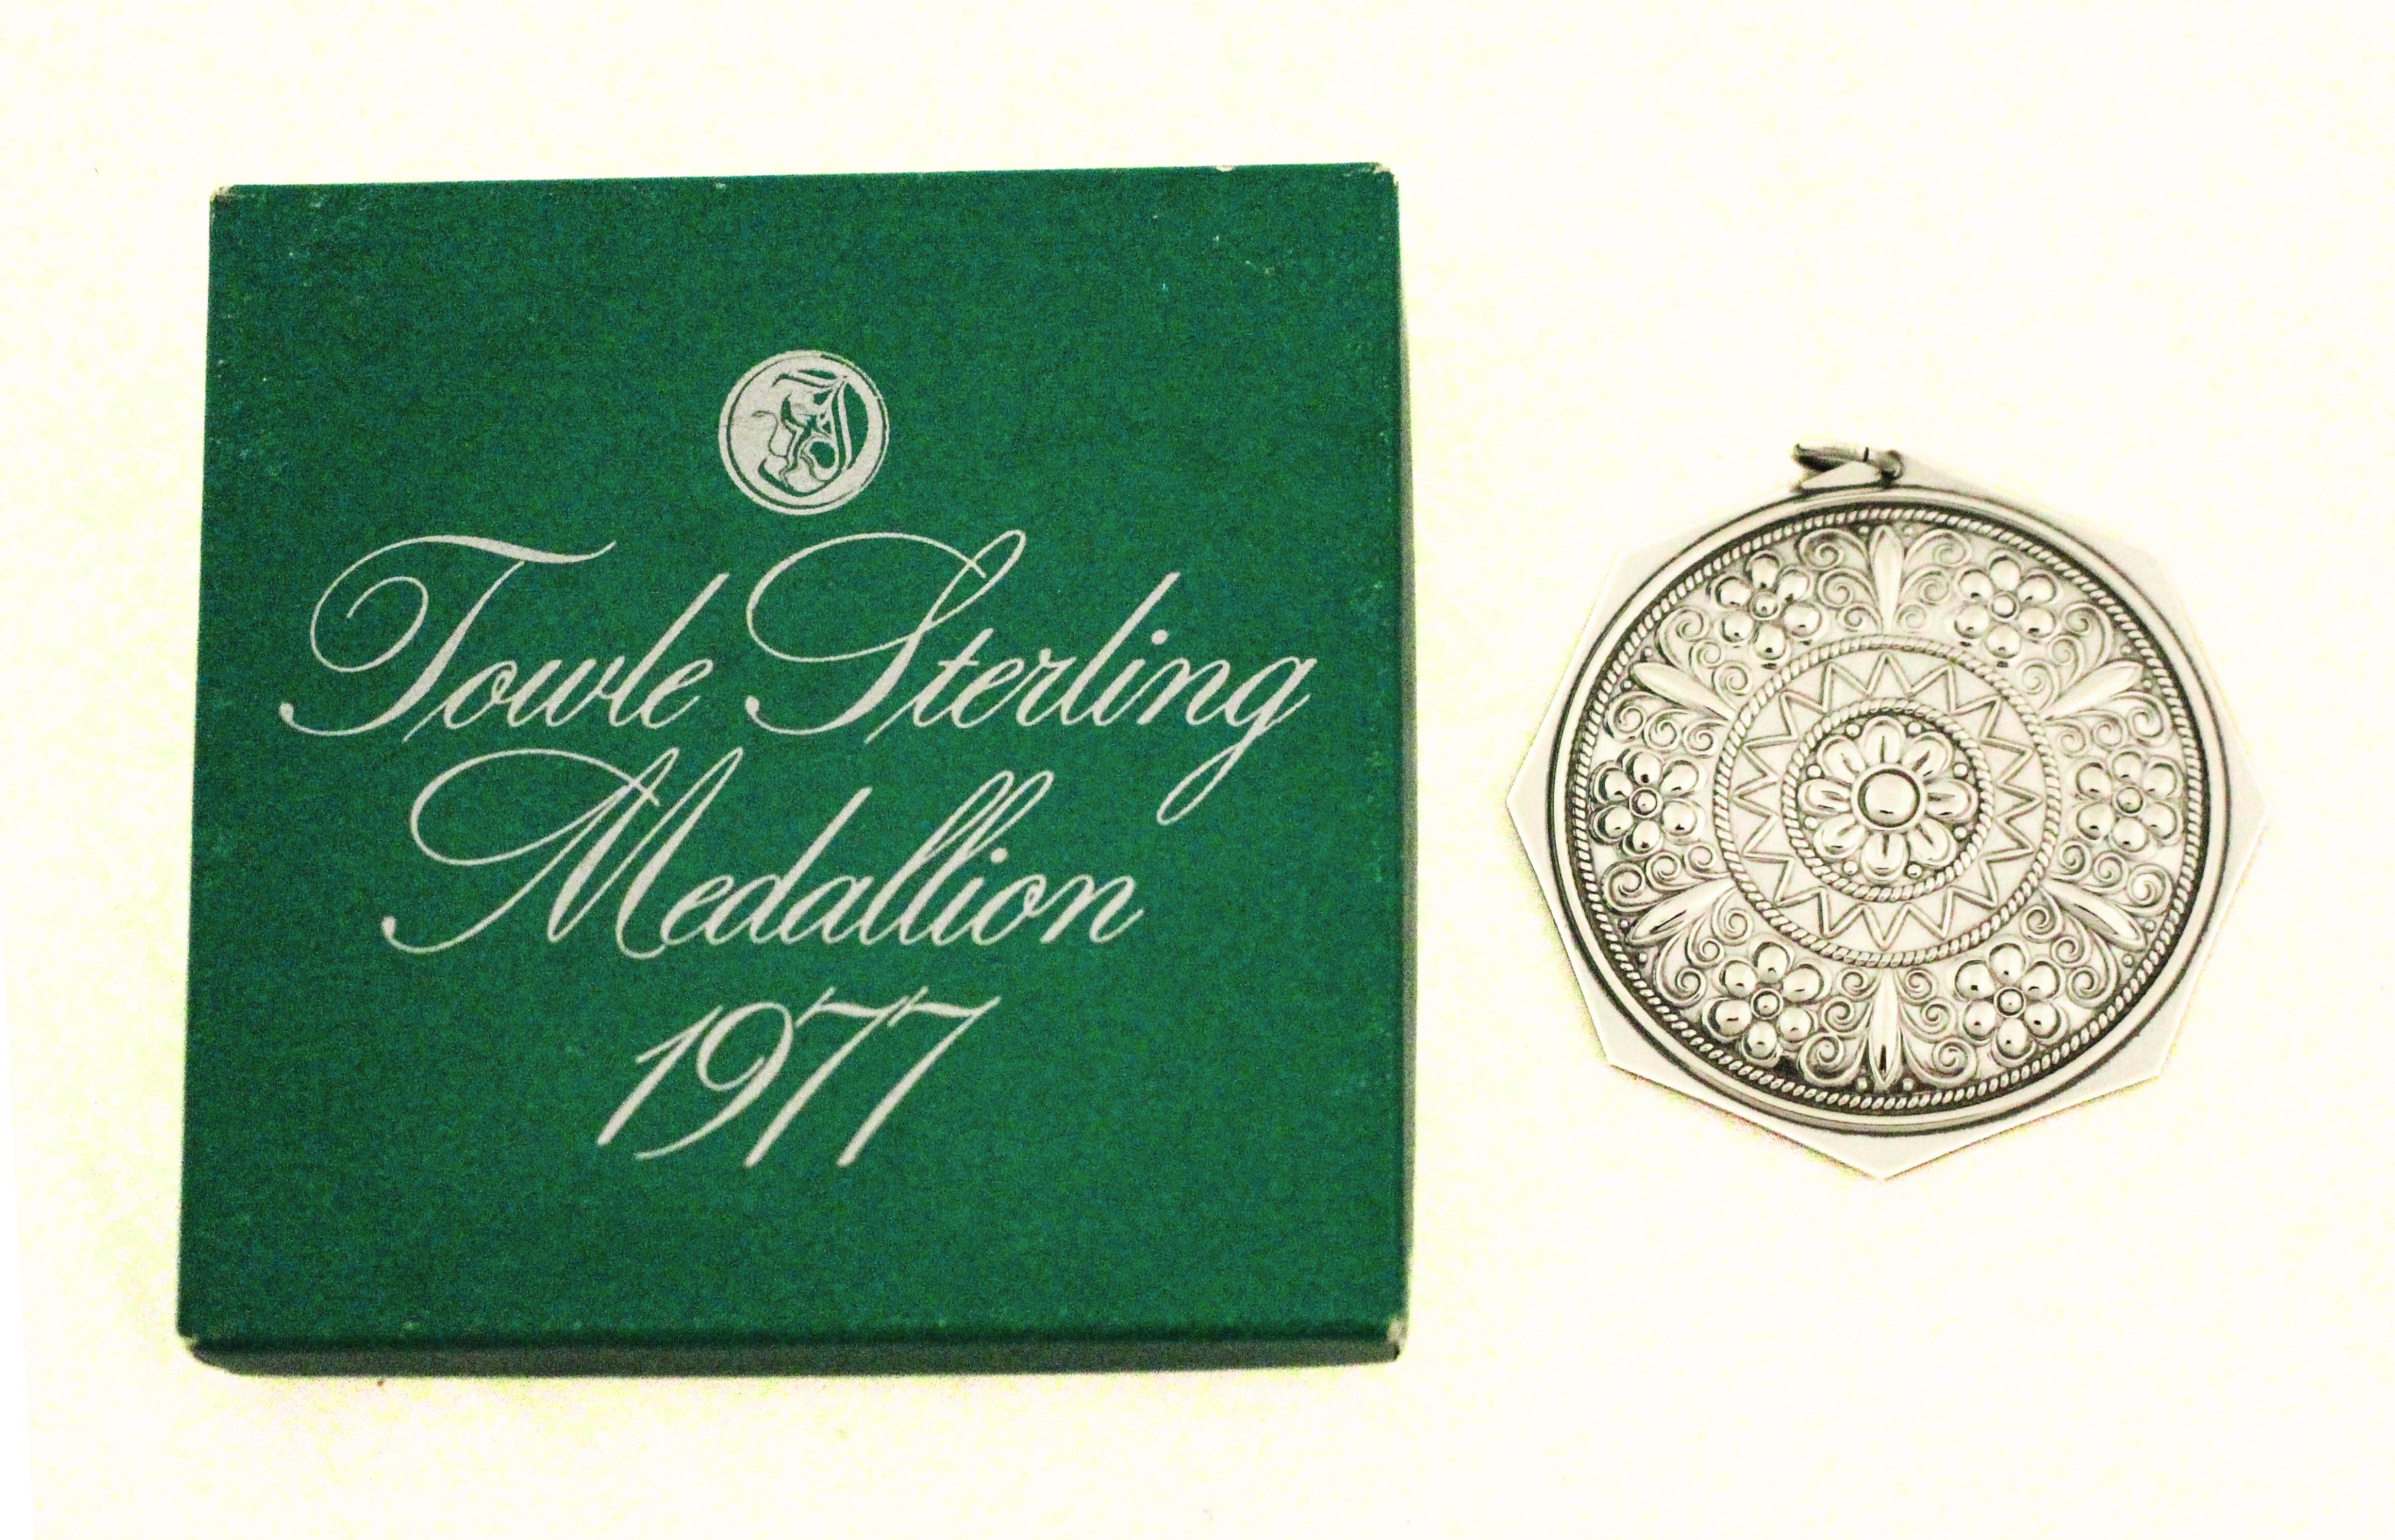 Towle Sterling
Medallion
1977